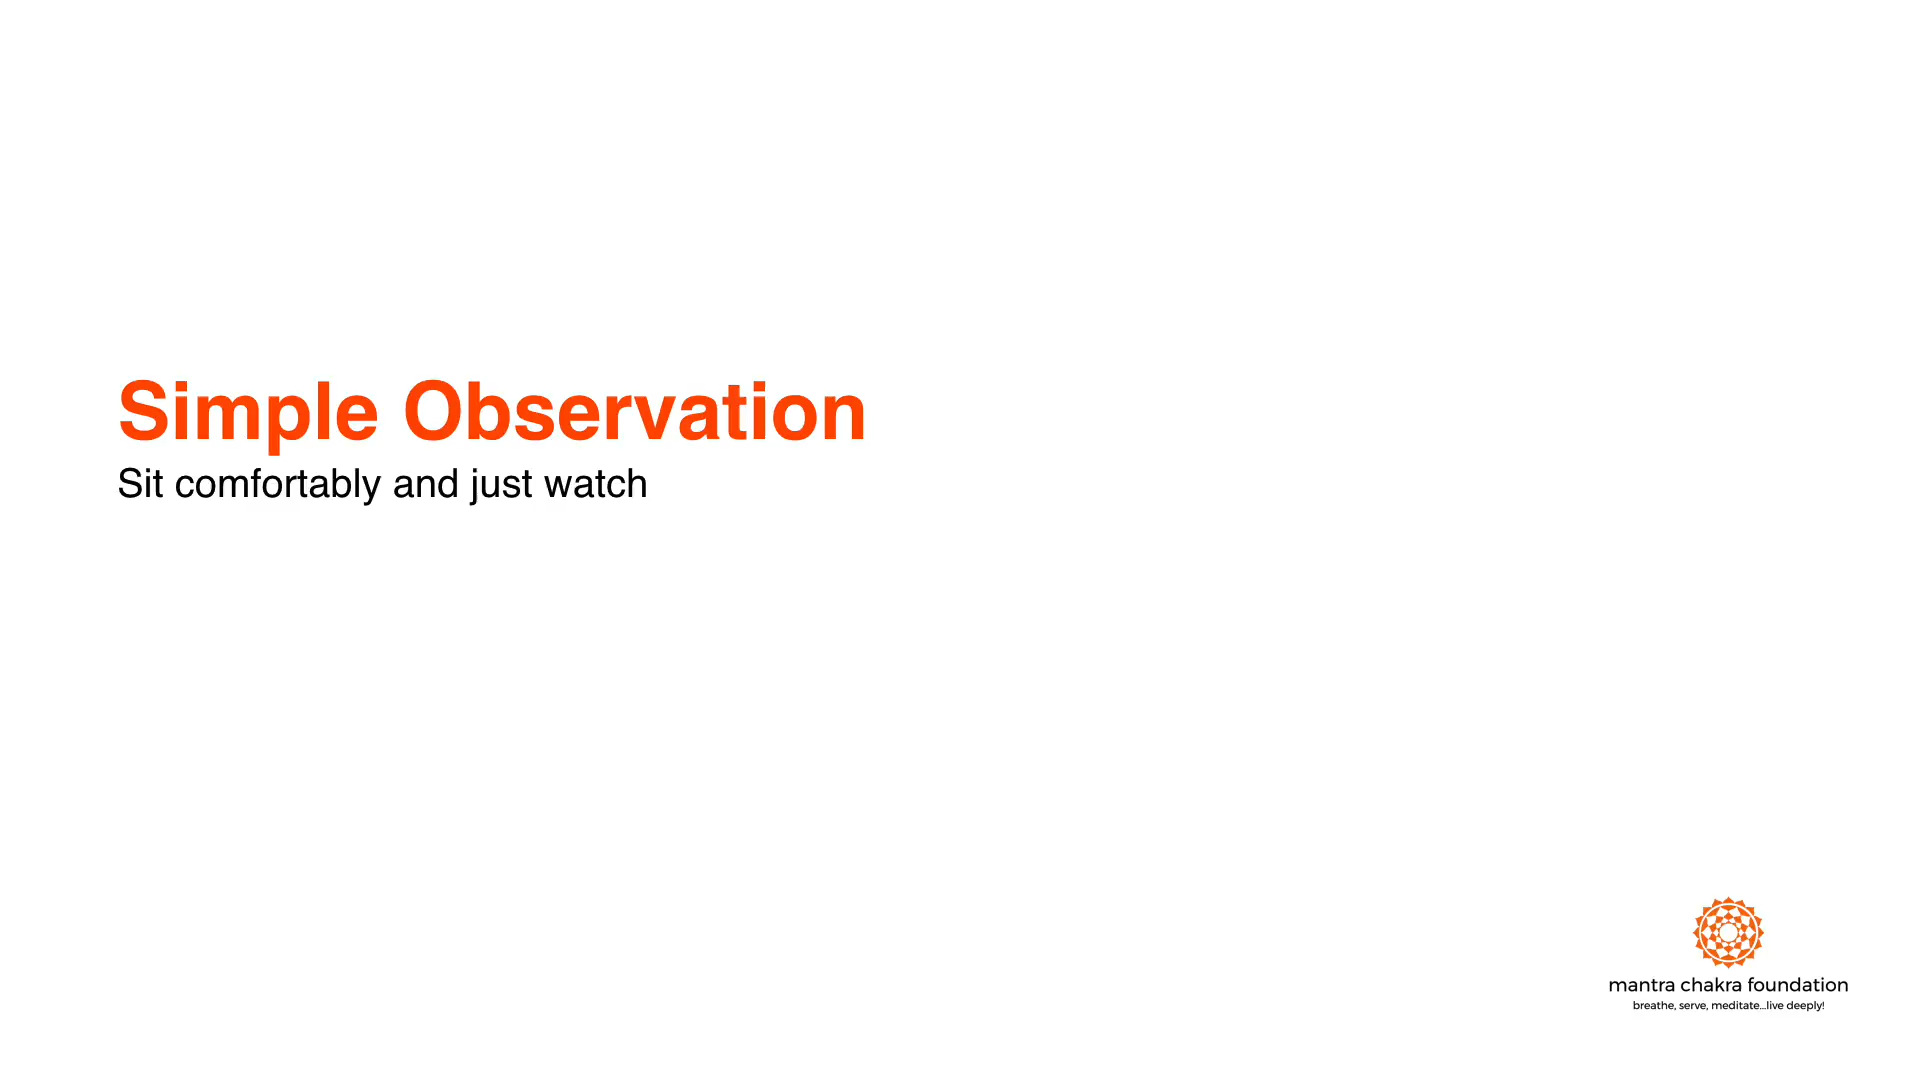 Simple Observation
Sit comfortably and just watch
mantra chakra foundation
breathe, serve, meditate...live deeply!